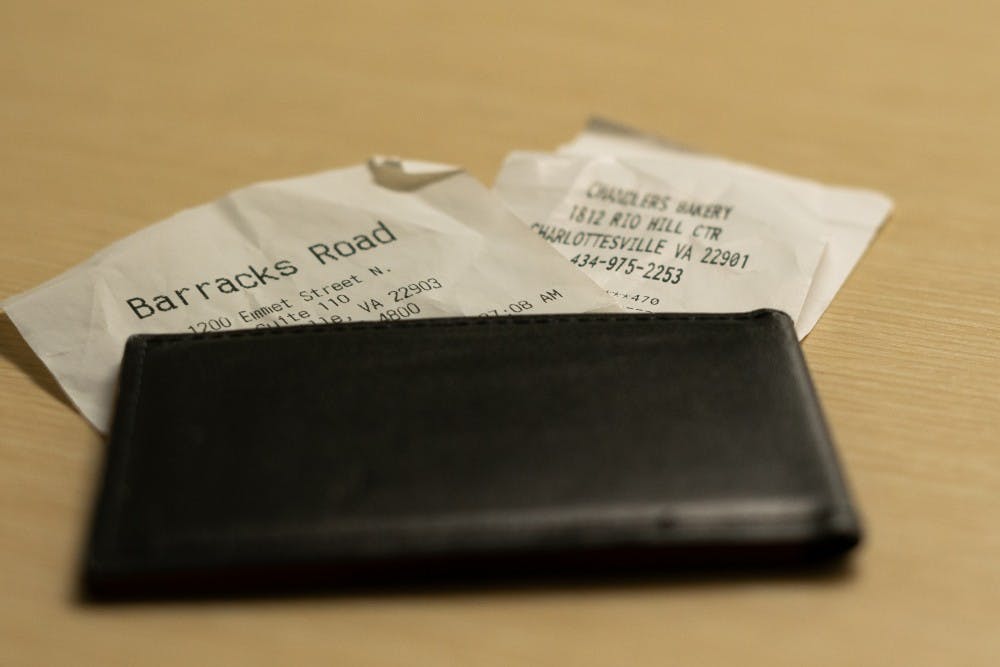 Barracks Road
1200 Emmet Street N.
Suite 110
VA 22903
4800
:08 AM
CHANDLERS BAKERY
1812 RIO HILL CTR
CHARLOTTESVILLE VA 22901
434-975-2253
**470